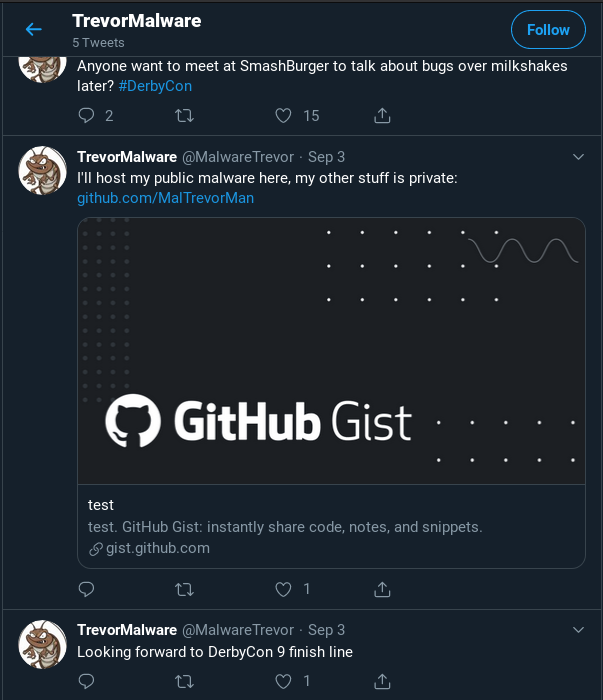 TrevorMalware
5 Tweets
Follow
Anyone want to meet at SmashBurger to talk about bugs over milkshakes
later? #DerbyCon
2 15
TrevorMalware @MalwareTrevor · Sep 3
I'll host my public malware here, my other stuff is private:
github.com/MalTrevorMan
GitHub Gist
test
test. GitHub Gist: instantly share code, notes, and snippets.
gist.github.com
1
TrevorMalware @MalwareTrevor · Sep 3
Looking forward to DerbyCon 9 finish line
1